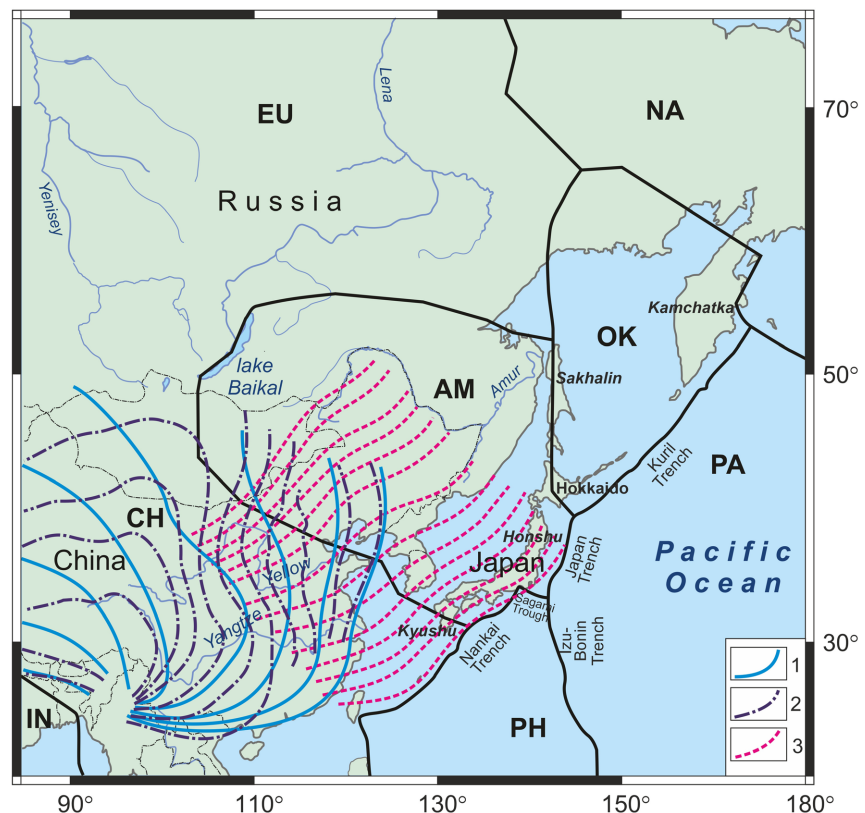 EU
NA
Lena
70°
Russia
Yenisey
Kamchatka
OK
lake
Baikal
AM
Amur
Sakhalin
50°
Kuril
Trench
PA
Hokkaido
CH
China
Honshu
Japan
Japan
Trench
Pacific
Ocean
Yellow
Yangtze
Kyushu
Sagami
Trough
Nankai
Trench
Izu-
Bonin
Trench
30°
IN
PH
1
2
3
90°
110°
130°
150°
180°